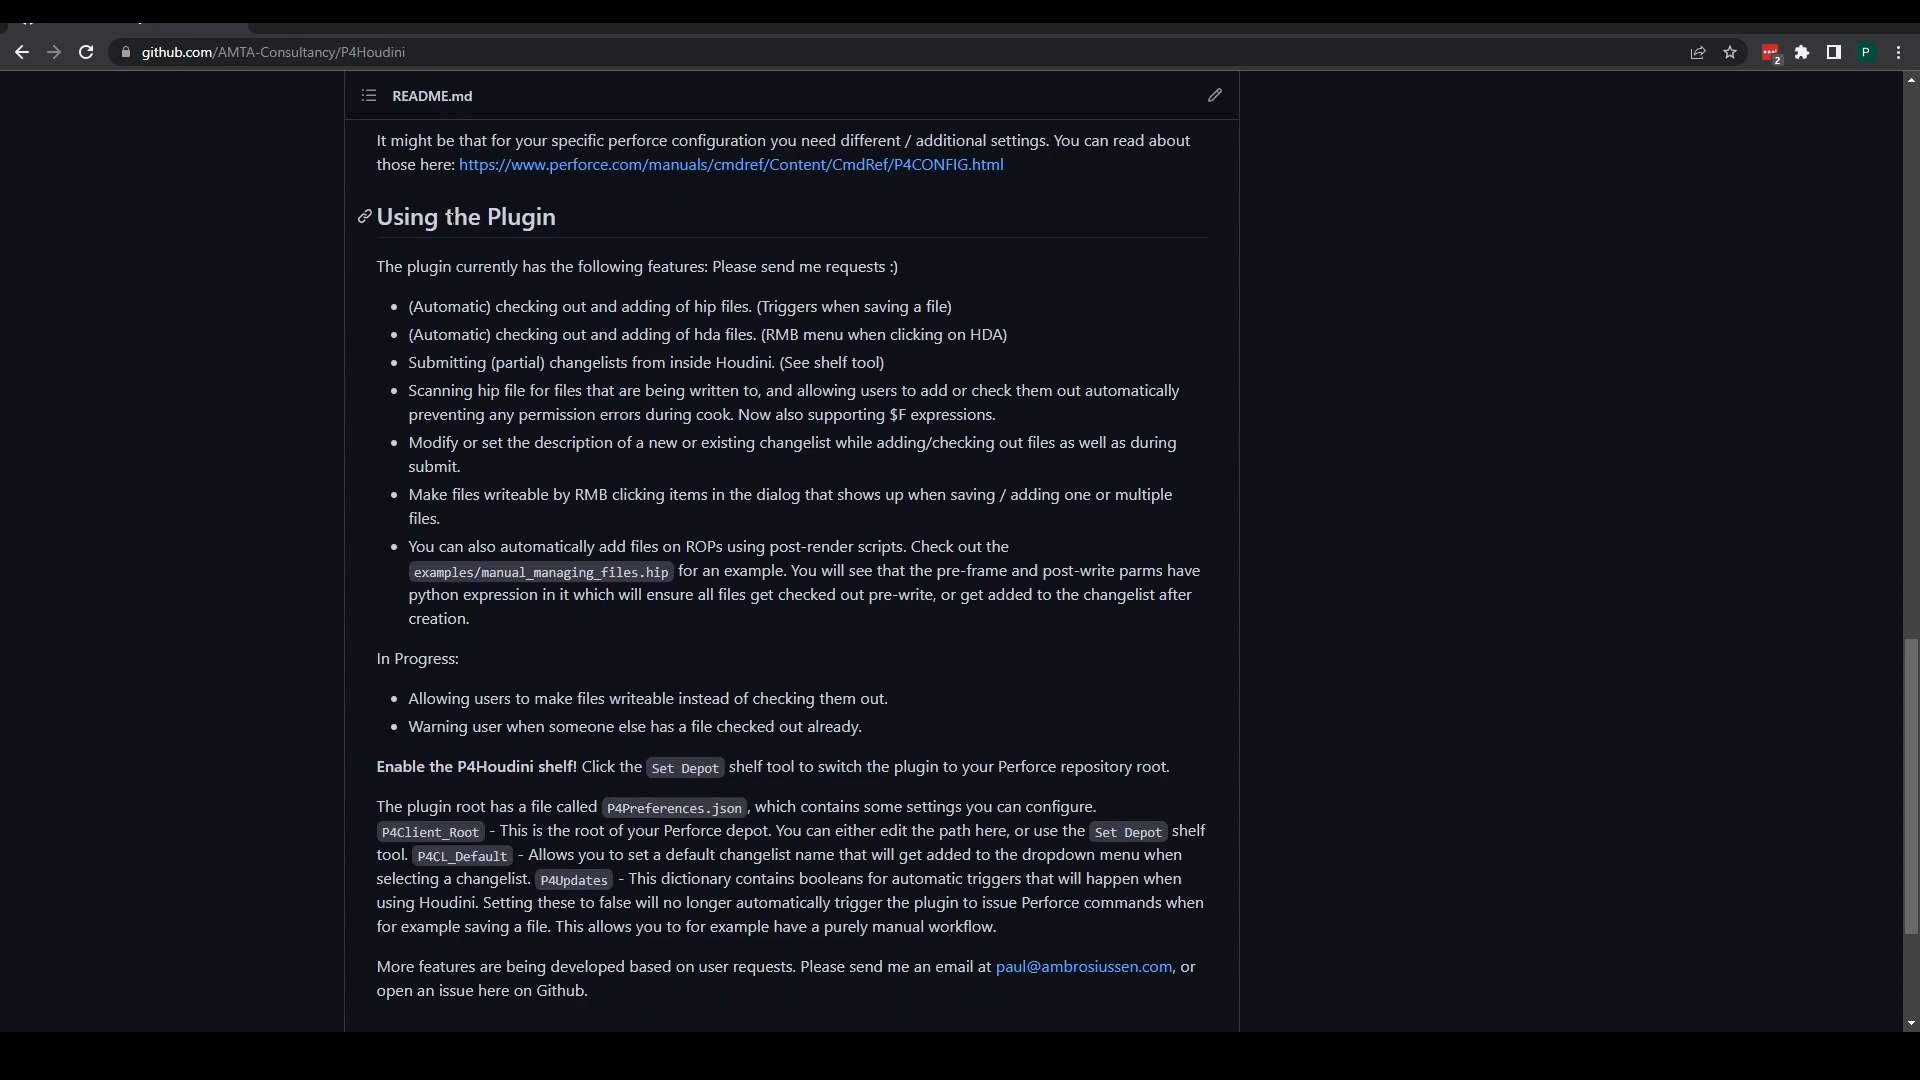 github.com/AMTA-Consultancy/P4Houdini
2
P
README.md
It might be that for your specific perforce configuration you need different / additional settings. You can read about
those here: https://www.perforce.com/manuals/cmdref/Content/CmdRef/P4CONFIG.html
Using the Plugin
The plugin currently has the following features: Please send me requests :)
• (Automatic) checking out and adding of hip files. (Triggers when saving a file)
• (Automatic) checking out and adding of hda files. (RMB menu when clicking on HDA)
• Submitting (partial) changelists from inside Houdini. (See shelf tool)
• Scanning hip file for files that are being written to, and allowing users to add or check them out automatically
preventing any permission errors during cook. Now also supporting $F expressions.
• Modify or set the description of a new or existing changelist while adding/checking out files as well as during
submit.
• Make files writeable by RMB clicking items in the dialog that shows up when saving / adding one or multiple
files.
• You can also automatically add files on ROPs using post-render scripts. Check out the
examples/manual_managing_files.hip for an example. You will see that the pre-frame and post-write parms have
python expression in it which will ensure all files get checked out pre-write, or get added to the changelist after
creation.
In Progress:
• Allowing users to make files writeable instead of checking them out.
• Warning user when someone else has a file checked out already.
Enable the P4Houdini shelf! Click the Set Depot shelf tool to switch the plugin to your Perforce repository root.
The plugin root has a file called P4Preferences.json, which contains some settings you can configure.
P4Client_Root - This is the root of your Perforce depot. You can either edit the path here, or use the Set Depot shelf
tool. P4CL_Default - Allows you to set a default changelist name that will get added to the dropdown menu when
selecting a changelist. P4Updates - This dictionary contains booleans for automatic triggers that will happen when
using Houdini. Setting these to false will no longer automatically trigger the plugin to issue Perforce commands when
for example saving a file. This allows you to for example have a purely manual workflow.
More features are being developed based on user requests. Please send me an email at paul@ambrosiussen.com, or
open an issue here on Github.